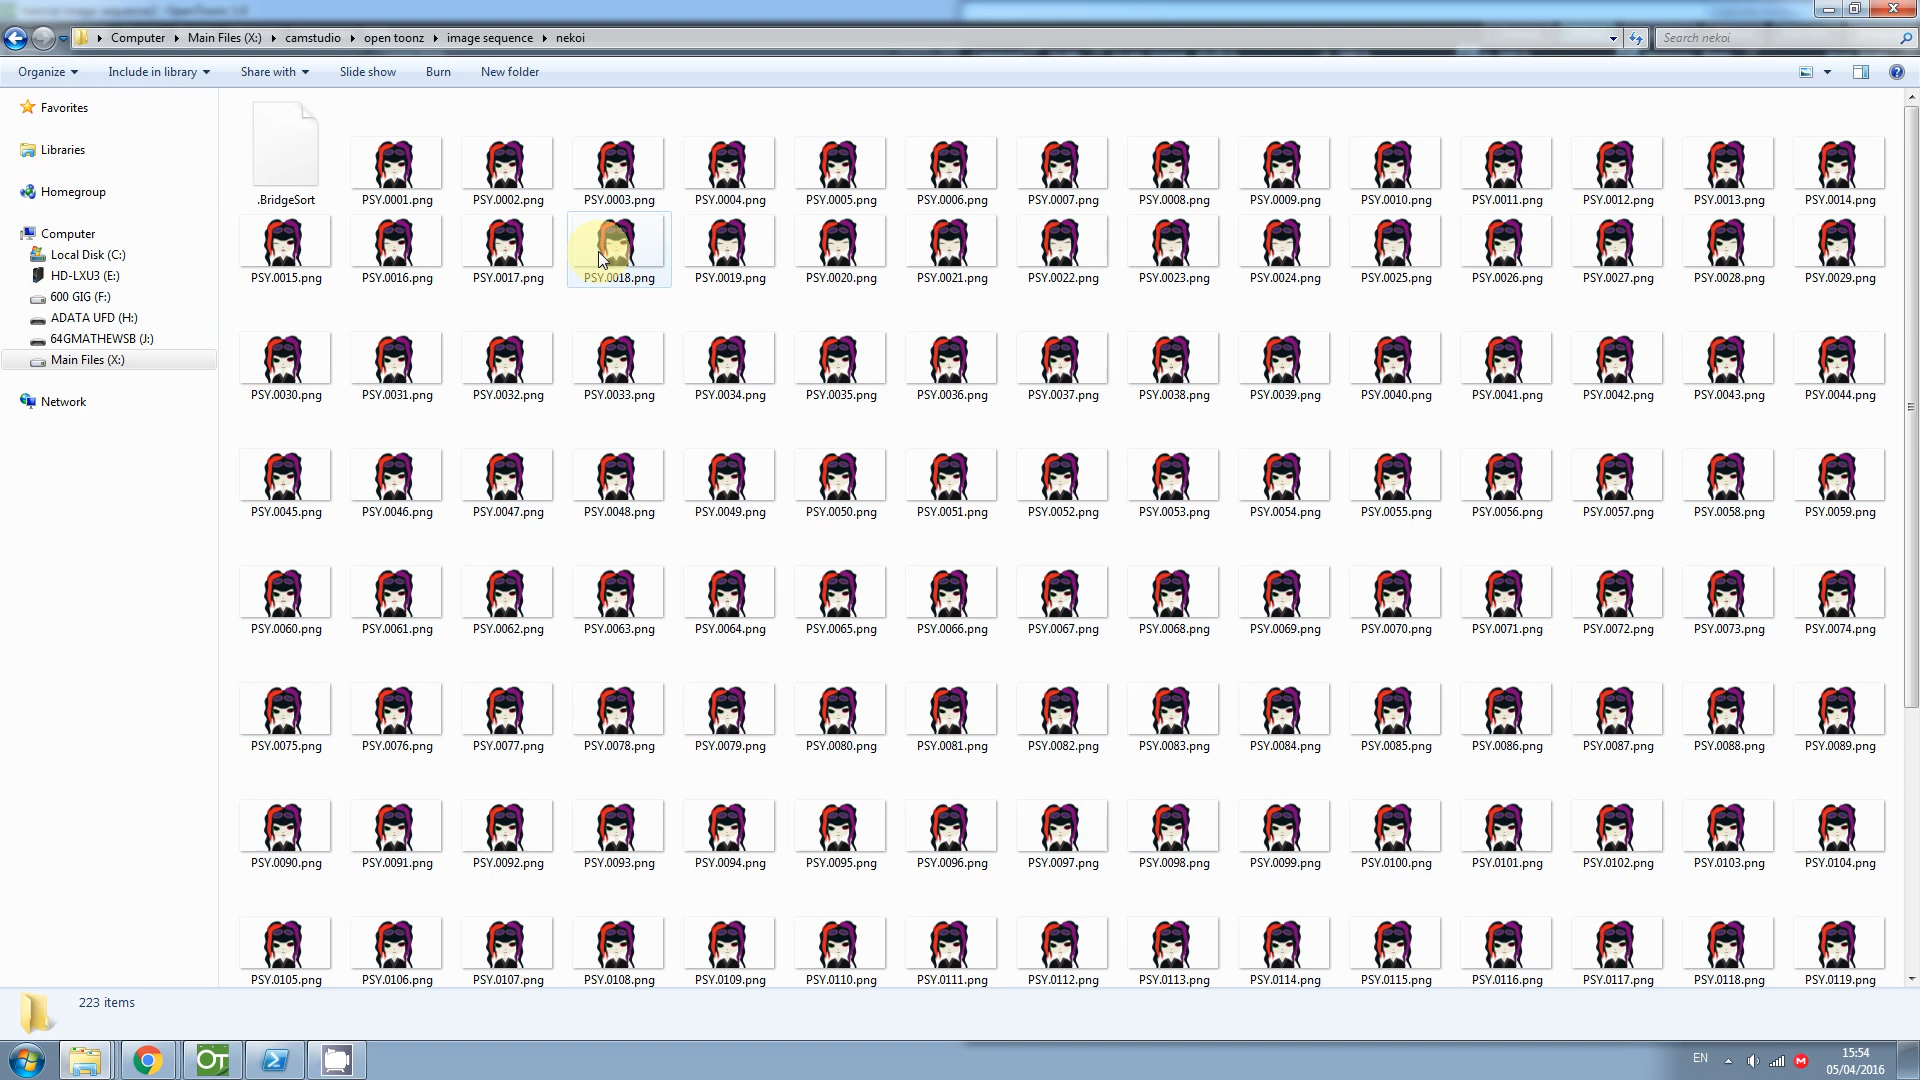 Computer Main Files (X:) camstudio open toonz image sequence nekoi Search nekoi
Organize Include in library Share with Slide show Burn New folder
Favorites
Libraries
Homegroup
Computer
Local Disk (C:)
HD-LXU3 (E:)
600 GIG (F:)
ADATA UFD (H:)
64GMATHEWSB (J:)
Main Files (X:)
Network
.BridgeSort PSY.0001.png PSY.0002.png PSY.0003.png PSY.0004.png PSY.0005.png PSY.0006.png PSY.0007.png PSY.0008.png PSY.0009.png PSY.0010.png PSY.0011.png PSY.0012.png PSY.0013.png PSY.0014.png
PSY.0015.png PSY.0016.png PSY.0017.png PSY.0018.png PSY.0019.png PSY.0020.png PSY.0021.png PSY.0022.png PSY.0023.png PSY.0024.png PSY.0025.png PSY.0026.png PSY.0027.png PSY.0028.png PSY.0029.png
PSY.0030.png PSY.0031.png PSY.0032.png PSY.0033.png PSY.0034.png PSY.0035.png PSY.0036.png PSY.0037.png PSY.0038.png PSY.0039.png PSY.0040.png PSY.0041.png PSY.0042.png PSY.0043.png PSY.0044.png
PSY.0045.png PSY.0046.png PSY.0047.png PSY.0048.png PSY.0049.png PSY.0050.png PSY.0051.png PSY.0052.png PSY.0053.png PSY.0054.png PSY.0055.png PSY.0056.png PSY.0057.png PSY.0058.png PSY.0059.png
PSY.0060.png PSY.0061.png PSY.0062.png PSY.0063.png PSY.0064.png PSY.0065.png PSY.0066.png PSY.0067.png PSY.0068.png PSY.0069.png PSY.0070.png PSY.0071.png PSY.0072.png PSY.0073.png PSY.0074.png
PSY.0075.png PSY.0076.png PSY.0077.png PSY.0078.png PSY.0079.png PSY.0080.png PSY.0081.png PSY.0082.png PSY.0083.png PSY.0084.png PSY.0085.png PSY.0086.png PSY.0087.png PSY.0088.png PSY.0089.png
PSY.0090.png PSY.0091.png PSY.0092.png PSY.0093.png PSY.0094.png PSY.0095.png PSY.0096.png PSY.0097.png PSY.0098.png PSY.0099.png PSY.0100.png PSY.0101.png PSY.0102.png PSY.0103.png PSY.0104.png
PSY.0105.png PSY.0106.png PSY.0107.png PSY.0108.png PSY.0109.png PSY.0110.png PSY.0111.png PSY.0112.png PSY.0113.png PSY.0114.png PSY.0115.png PSY.0116.png PSY.0117.png PSY.0118.png PSY.0119.png
223 items
OT
EN
15:54
05/04/2016